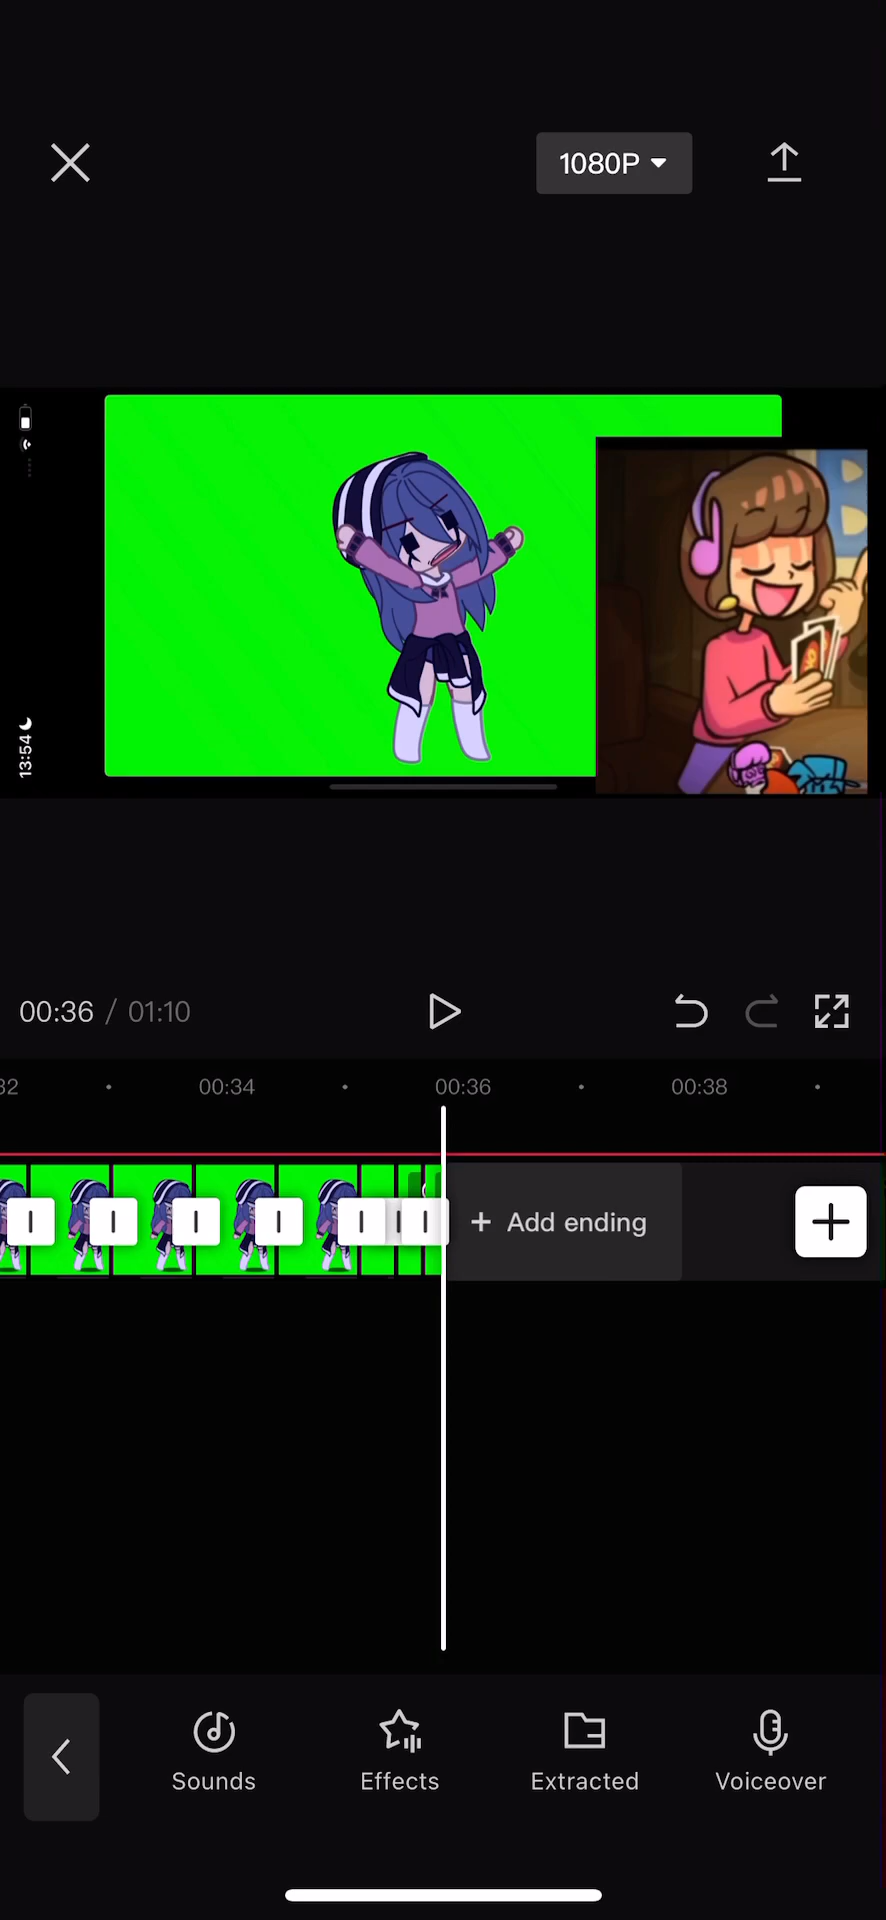 1080P
13:54
00:36 / 01:10
32
00:34
00:36
00:38
+ Add ending
Sounds
Effects
Extracted
Voiceover